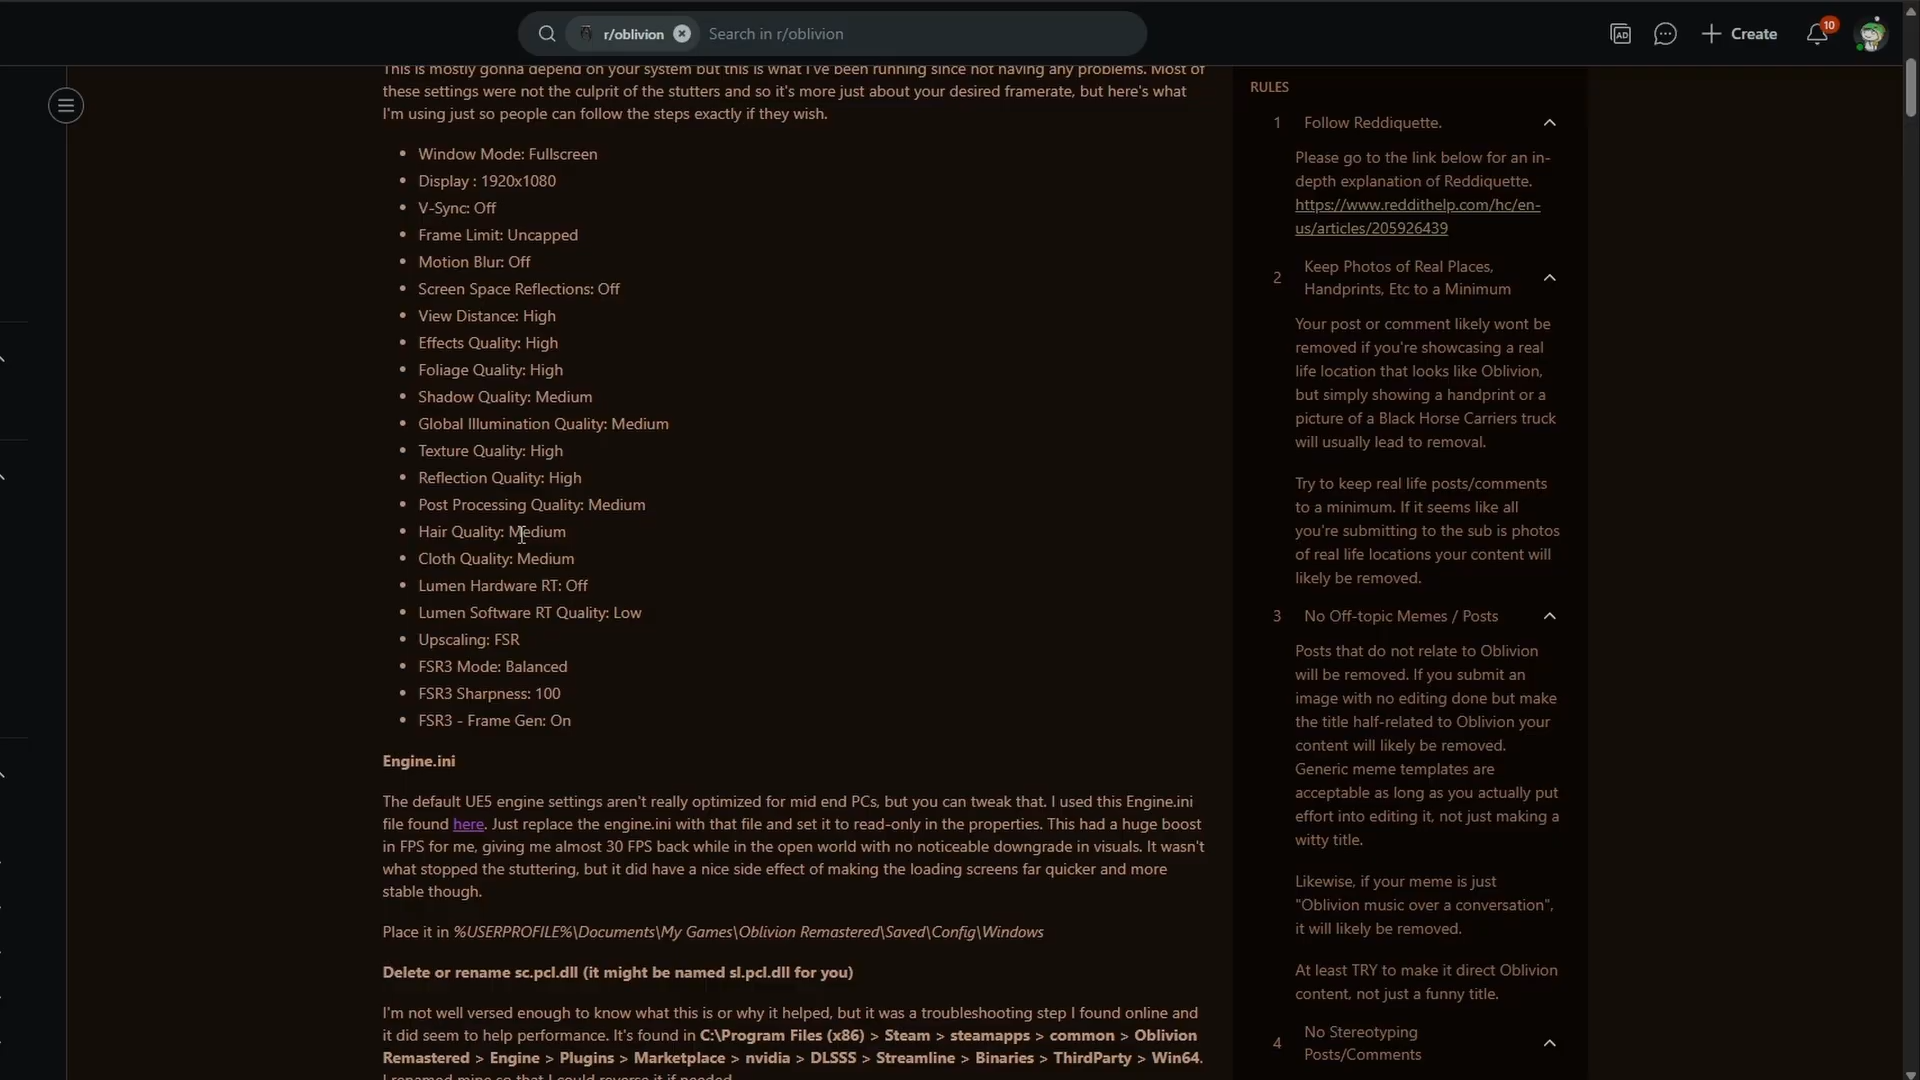 r/oblivion
Search in r/oblivion
AD
Create
10
This is mostly gonna depend on your system but this is what I've been running since not having any problems. Most of
these settings were not the culprit of the stutters and so it's more just about your desired framerate, but here's what
I'm using just so people can follow the steps exactly if they wish.
• Window Mode: Fullscreen
• Display : 1920x1080
• V-Sync: Off
• Frame Limit: Uncapped
• Motion Blur: Off
• Screen Space Reflections: Off
• View Distance: High
• Effects Quality: High
• Foliage Quality: High
• Shadow Quality: Medium
• Global Illumination Quality: Medium
• Texture Quality: High
• Reflection Quality: High
• Post Processing Quality: Medium
• Hair Quality: Medium
• Cloth Quality: Medium
• Lumen Hardware RT: Off
• Lumen Software RT Quality: Low
• Upscaling: FSR
• FSR3 Mode: Balanced
• FSR3 Sharpness: 100
• FSR3 - Frame Gen: On
Engine.ini
The default UE5 engine settings aren't really optimized for mid end PCs, but you can tweak that. I used this Engine.ini
file found here. Just replace the engine.ini with that file and set it to read-only in the properties. This had a huge boost
in FPS for me, giving me almost 30 FPS back while in the open world with no noticeable downgrade in visuals. It wasn't
what stopped the stuttering, but it did have a nice side effect of making the loading screens far quicker and more
stable though.
Place it in %USERPROFILE%\Documents\My Games\Oblivion Remastered\Saved\Config\Windows
Delete or rename sc.pcl.dll (it might be named sl.pcl.dll for you)
I'm not well versed enough to know what this is or why it helped, but it was a troubleshooting step I found online and
it did seem to help performance. It's found in C:\Program Files (x86) > Steam > steamapps > common > Oblivion
Remastered > Engine > Plugins > Marketplace > nvidia > DLSSS > Streamline > Binaries > ThirdParty > Win64.
I renamed mine so that I could reverse it if needed.
RULES
1 Follow Reddiquette.
Please go to the link below for an in-
depth explanation of Reddiquette.
https://www.reddithelp.com/hc/en-
us/articles/205926439
2 Keep Photos of Real Places,
Handprints, Etc to a Minimum
Your post or comment likely wont be
removed if you're showcasing a real
life location that looks like Oblivion,
but simply showing a handprint or a
picture of a Black Horse Carriers truck
will usually lead to removal.
Try to keep real life posts/comments
to a minimum. If it seems like all
you're submitting to the sub is photos
of real life locations your content will
likely be removed.
3 No Off-topic Memes / Posts
Posts that do not relate to Oblivion
will be removed. If you submit an
image with no editing done but make
the title half-related to Oblivion your
content will likely be removed.
Generic meme templates are
acceptable as long as you actually put
effort into editing it, not just making a
witty title.
Likewise, if your meme is just
"Oblivion music over a conversation",
it will likely be removed.
At least TRY to make it direct Oblivion
content, not just a funny title.
4 No Stereotyping
Posts/Comments